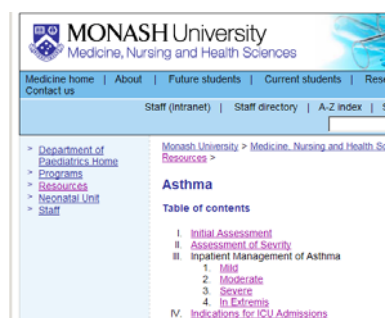 MONASH University
Medicine, Nursing and Health Sciences
Medicine home | About | Future students | Current students |
Contact us
Staff (Intranet) | Staff directory | A-Z index |
> Department of
Paediatrics Home
> Programs
> Resources
> Neonatal Unit
> Staff
Monash University > Medicine, Nursing and Health
Resources >
Asthma
Table of contents
I. Initial Assessment
II. Assessment of Sevrity
III. Inpatient Management of Asthma
1. Mild
2. Moderate
3. Severe
4. In Extremis
IV. Indications for ICU Admissions